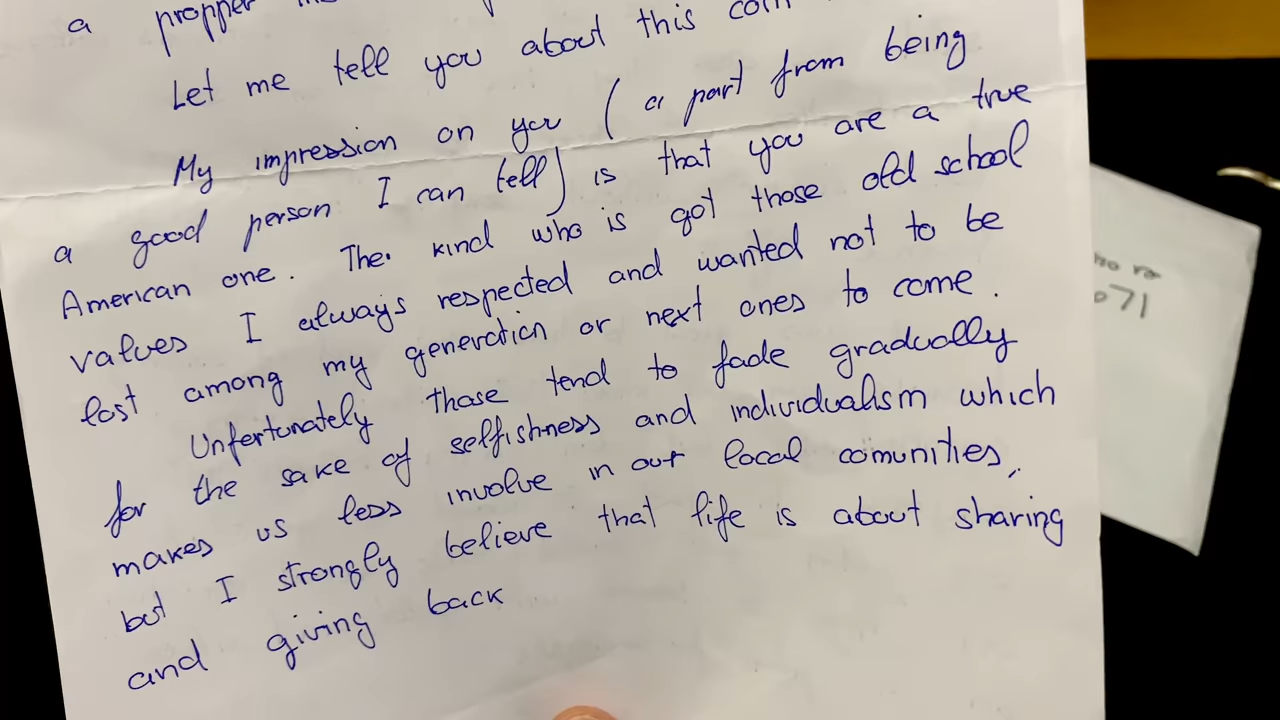 a propper
Let me tell you about this
My impression on you ( a part from being
a good person I can tell) is that you are a true
American one. The kind who is got those old school
values I always respected and wanted not to be
lost among my generation or next ones to come.
Unfertunately those tend to fade gradually
for the sake of selfishness and individualism which
makes us less involve in our local comunities,
but I strongly believe that life is about sharing
and giving back
071